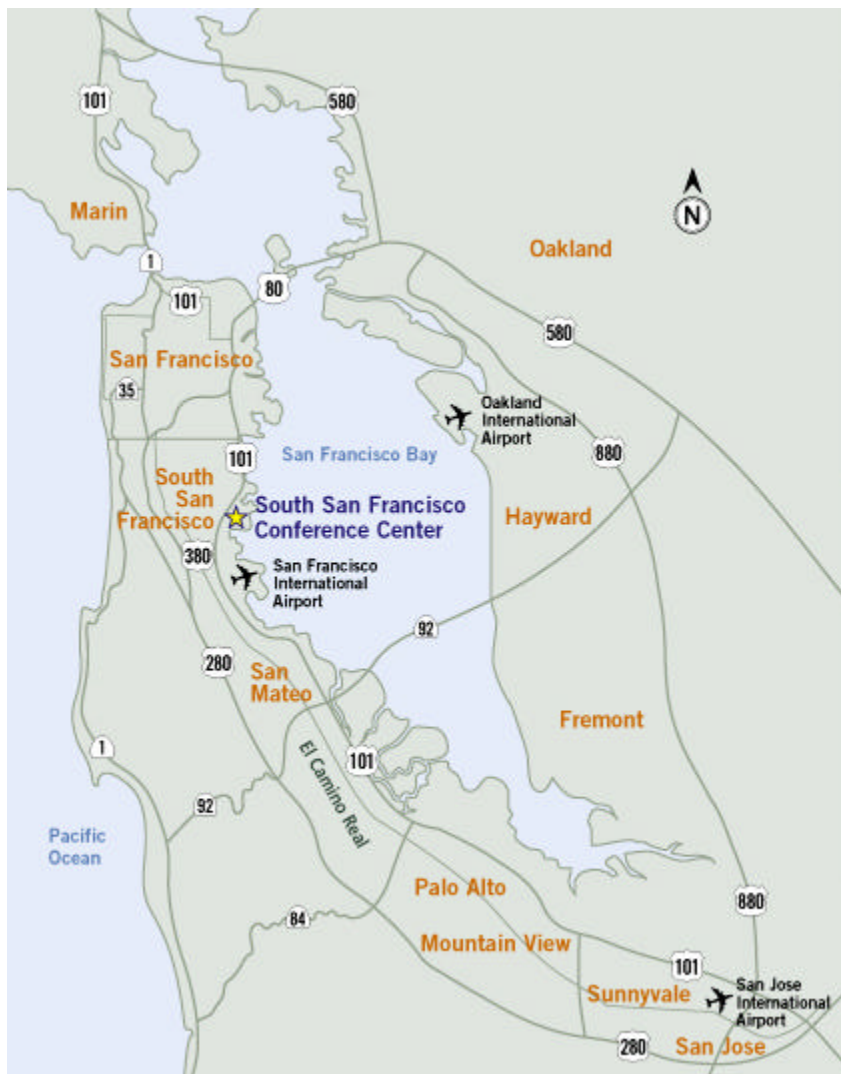 101
580
Marin
N
Oakland
1
101
80
580
San Francisco
35
Oakland
International
Airport
101
San Francisco Bay
880
South
San
Francisco
South San Francisco
Conference Center
Hayward
380
San Francisco
International
Airport
92
280
San
Mateo
Fremont
1
101
El Camino Real
92
Pacific
Ocean
Palo Alto
880
84
Mountain View
101
Sunnyvale
San Jose
International
Airport
280
San Jose